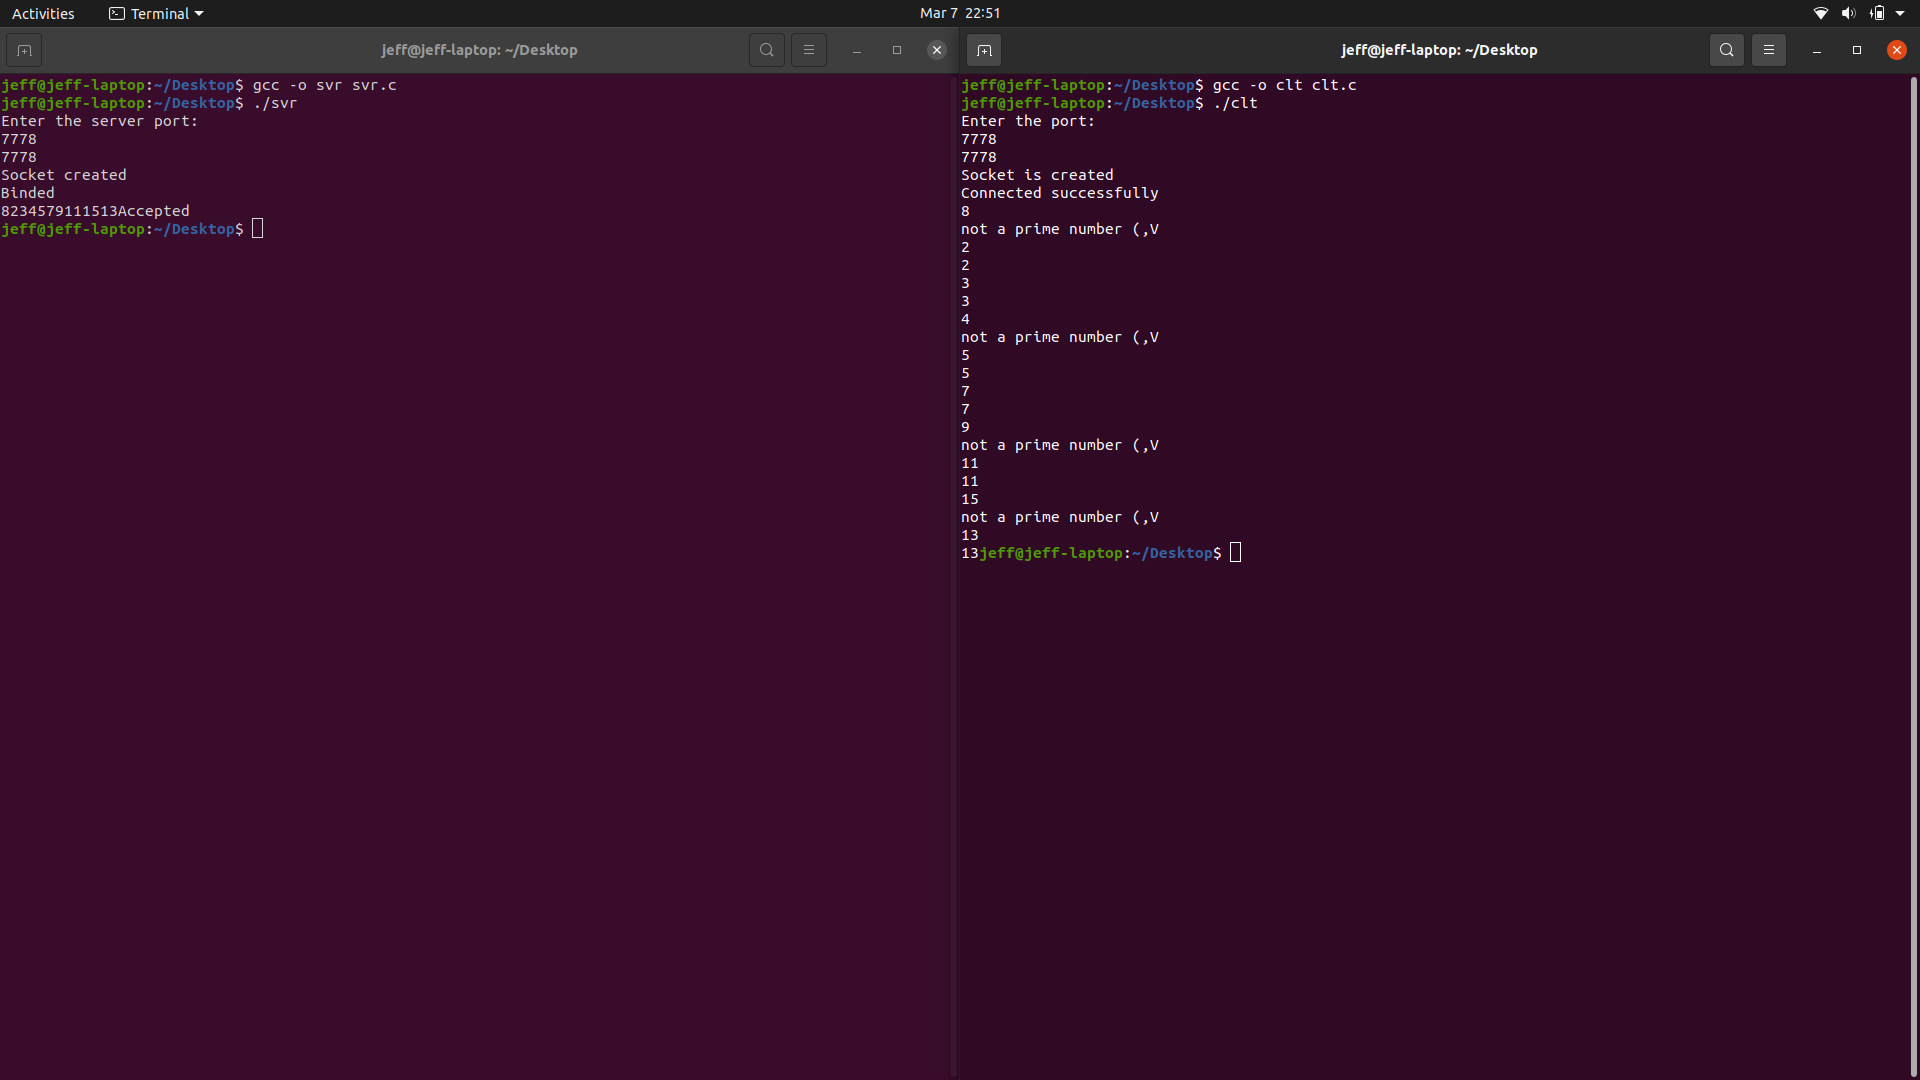 Activities Terminal Mar 7 22:51
jeff@jeff-laptop: ~/Desktop
jeff@jeff-laptop:~/Desktop$ gcc -o svr svr.c
jeff@jeff-laptop:~/Desktop$ ./svr
Enter the server port:
7778
7778
Socket created
Binded
8234579111513Accepted
jeff@jeff-laptop:~/Desktop$
jeff@jeff-laptop: ~/Desktop
jeff@jeff-laptop:~/Desktop$ gcc -o clt clt.c
jeff@jeff-laptop:~/Desktop$ ./clt
Enter the port:
7778
7778
Socket is created
Connected successfully
8
not a prime number (,V
2
2
3
3
4
not a prime number (,V
5
5
7
7
9
not a prime number (,V
11
11
15
not a prime number (,V
13
13jeff@jeff-laptop:~/Desktop$